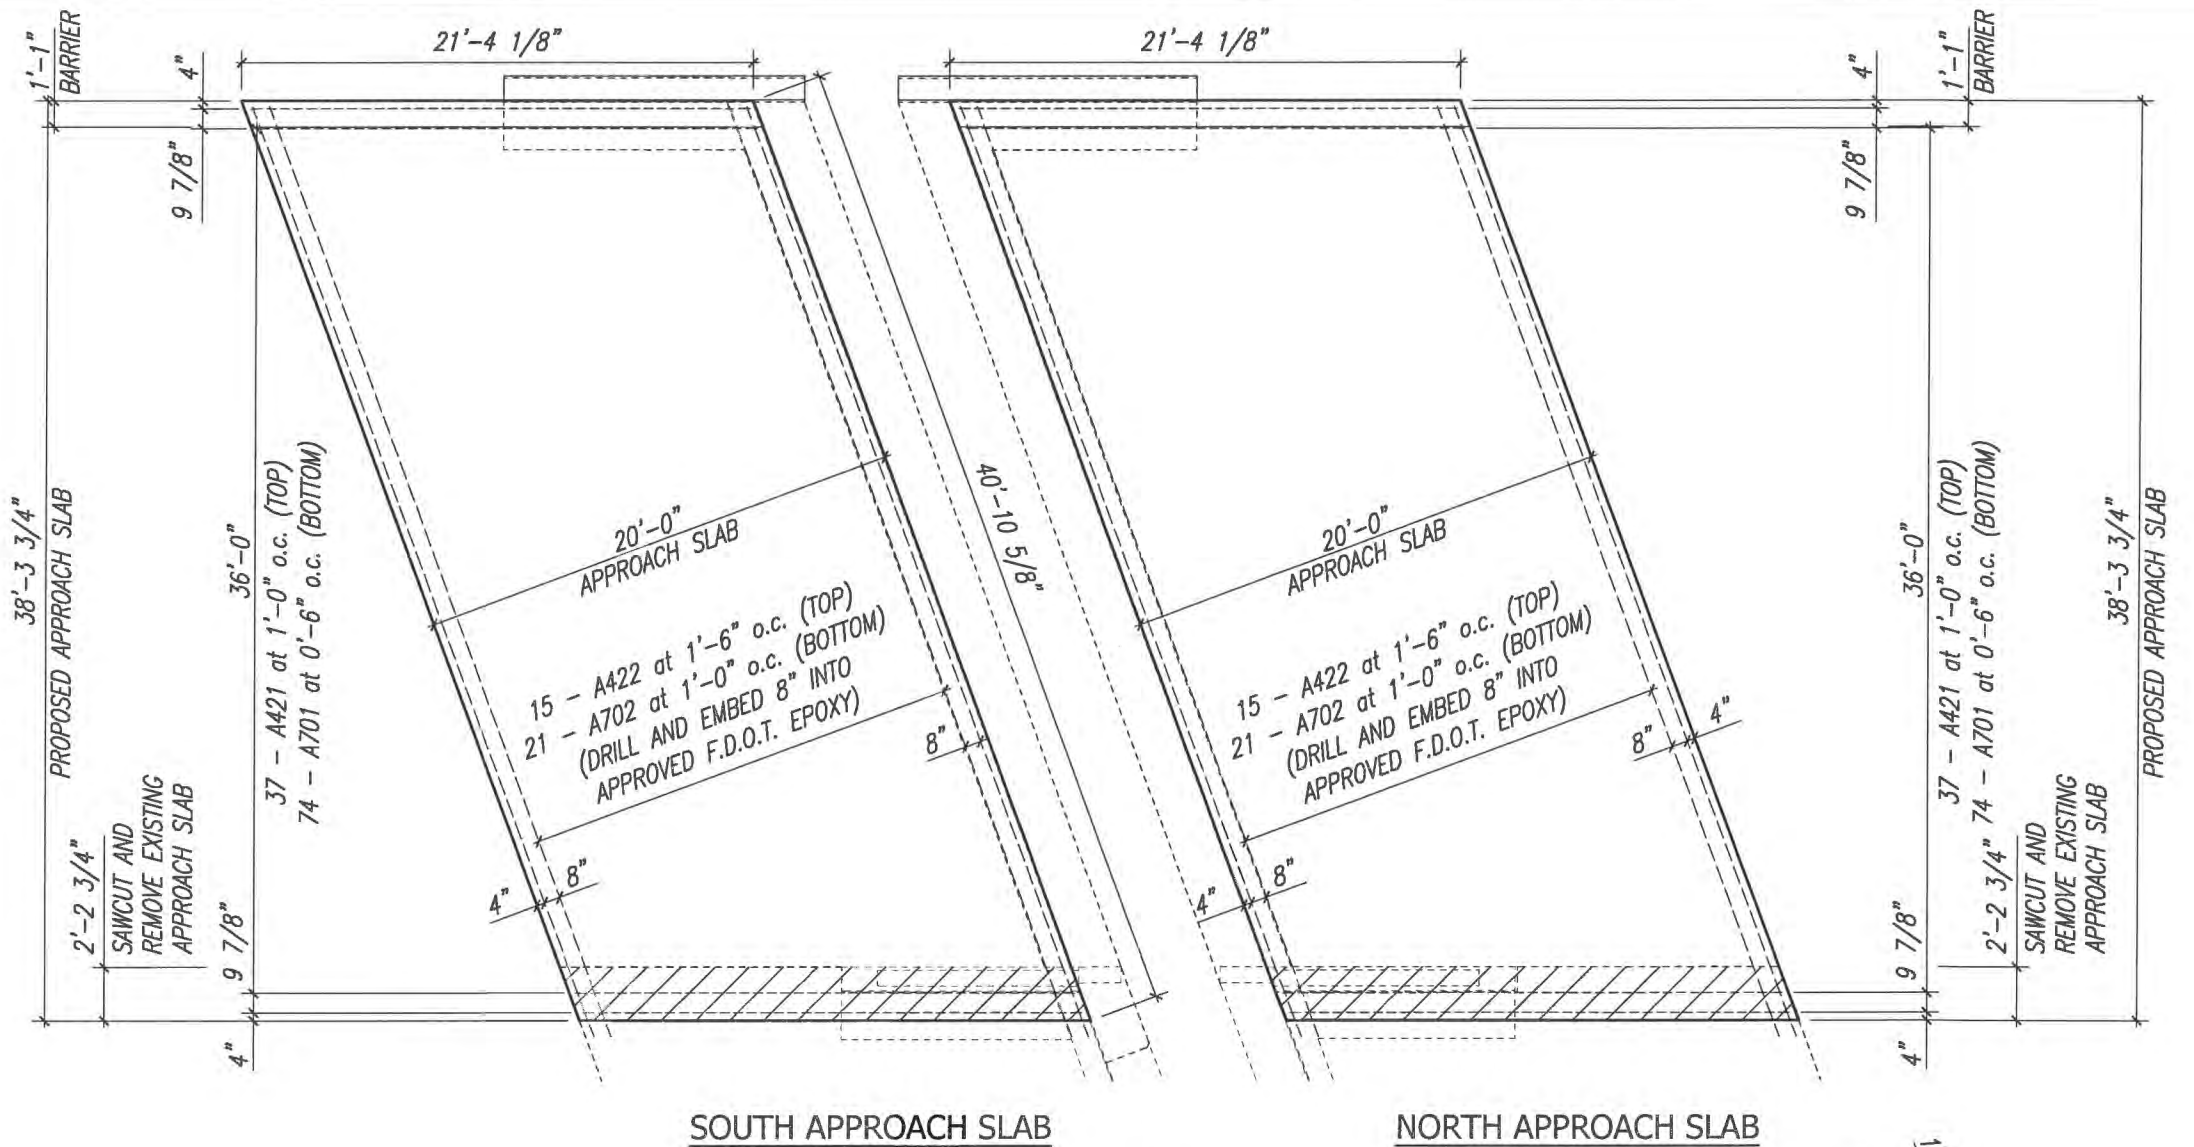 1'-1"
BARRIER
4"
9 7/8"
38'-3 3/4"
PROPOSED APPROACH SLAB
36'-0"
37 - A421 at 1'-0" o.c. (TOP)
74 - A701 at 0'-6" o.c. (BOTTOM)
2'-2 3/4"
SAWCUT AND
REMOVE EXISTING
APPROACH SLAB
9 7/8"
4"
21'-4 1/8"
20'-0"
APPROACH SLAB
15 - A422 at 1'-6" o.c. (TOP)
21 - A702 at 1'-0" o.c. (BOTTOM)
(DRILL AND EMBED 8" INTO
APPROVED F.D.O.T. EPOXY)
8"
4"
8"
40'-10 5/8"
SOUTH APPROACH SLAB
21'-4 1/8"
20'-0"
APPROACH SLAB
15 - A422 at 1'-6" o.c. (TOP)
21 - A702 at 1'-0" o.c. (BOTTOM)
(DRILL AND EMBED 8" INTO
APPROVED F.D.O.T. EPOXY)
8"
4"
4"
8"
NORTH APPROACH SLAB
4"
9 7/8"
1'-1"
BARRIER
36'-0"
37 - A421 at 1'-0" o.c. (TOP)
74 - A701 at 0'-6" o.c. (BOTTOM)
38'-3 3/4"
PROPOSED APPROACH SLAB
9 7/8"
4"
2'-2 3/4"
SAWCUT AND
REMOVE EXISTING
APPROACH SLAB